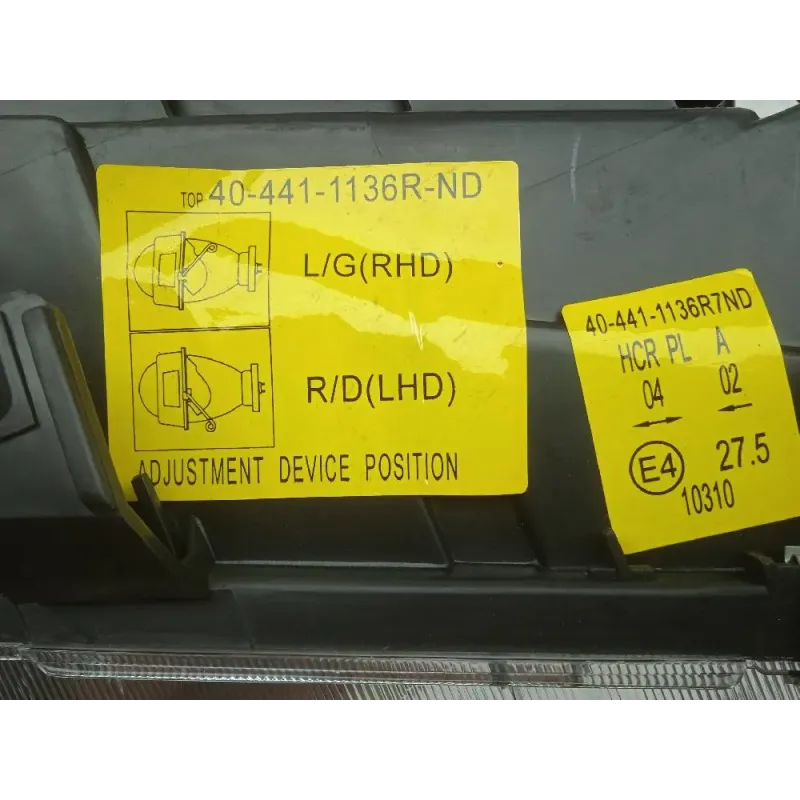 TOP 40-441-1136R-ND
L/G(RHD)
R/D(LHD)
ADJUSTMENT DEVICE POSITION
40-441-1136R7ND
HCR PL A
04 02
E4 27.5
10310